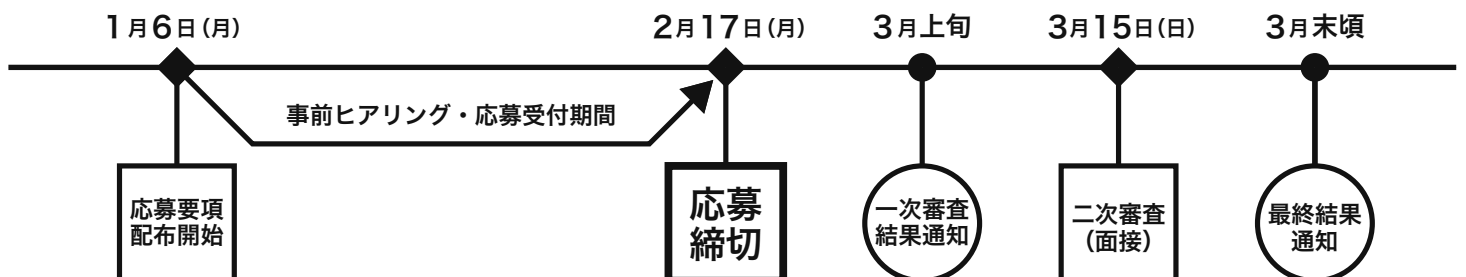 1月6日(月)
2月17日(月)
3月上旬
3月15日(日)
3月末頃
事前ヒアリング・応募受付期間
応募要項
配布開始
応募
締切
一次審査
結果通知
二次審査
(面接)
最終結果
通知